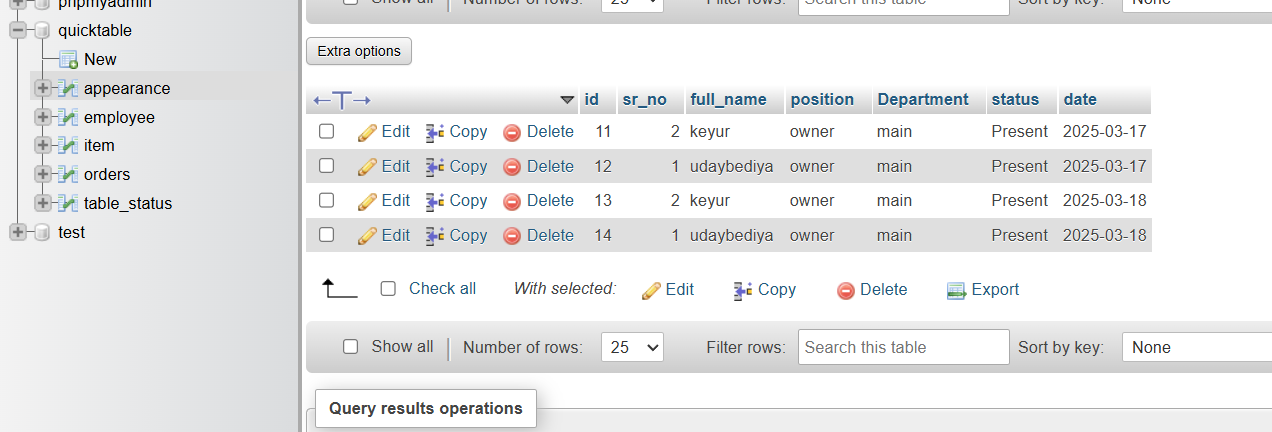 phpmyadmin
Show all Number of rows: 25 Filter rows: Search this table Sort by key: None
quicktable
New
appearance
employee
item
orders
table_status
test
Extra options
id sr_no full_name position Department status date
Edit Copy Delete 11 2 keyur owner main Present 2025-03-17
Edit Copy Delete 12 1 udaybediya owner main Present 2025-03-17
Edit Copy Delete 13 2 keyur owner main Present 2025-03-18
Edit Copy Delete 14 1 udaybediya owner main Present 2025-03-18
Check all With selected: Edit Copy Delete Export
Show all Number of rows: 25 Filter rows: Search this table Sort by key: None
Query results operations